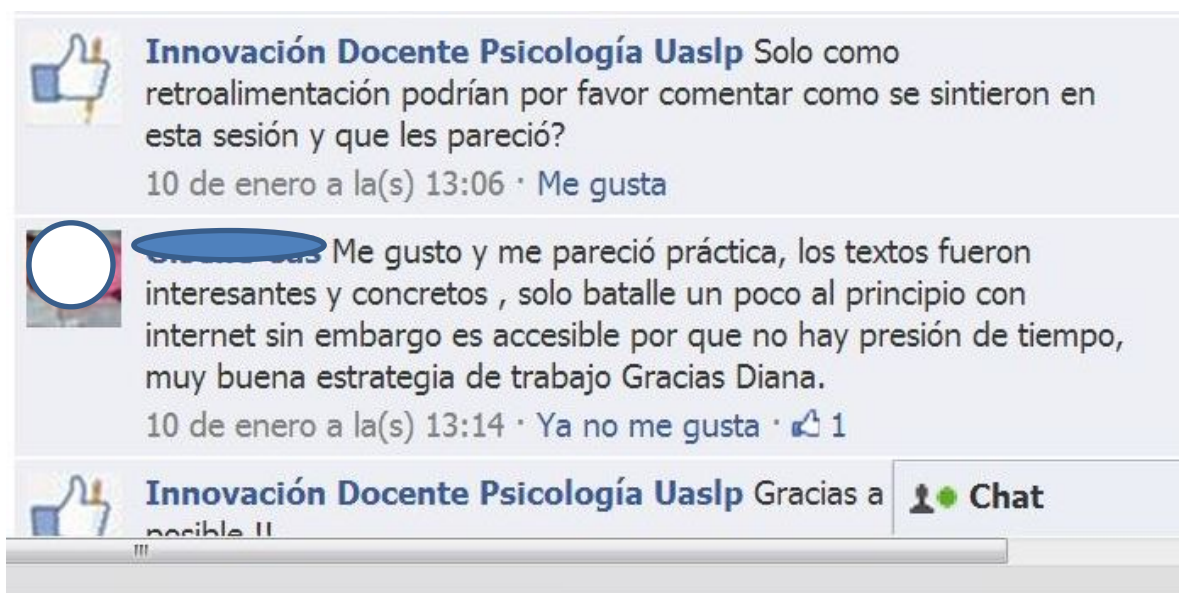 Innovación Docente Psicología Uaslp Solo como
retroalimentación podrían por favor comentar como se sintieron en
esta sesión y que les pareció?
10 de enero a la(s) 13:06 · Me gusta
Me gusto y me pareció práctica, los textos fueron
interesantes y concretos , solo batalle un poco al principio con
internet sin embargo es accesible por que no hay presión de tiempo,
muy buena estrategia de trabajo Gracias Diana.
10 de enero a la(s) 13:14 · Ya no me gusta · 1
Innovación Docente Psicología Uaslp Gracias a
Chat
posible !!